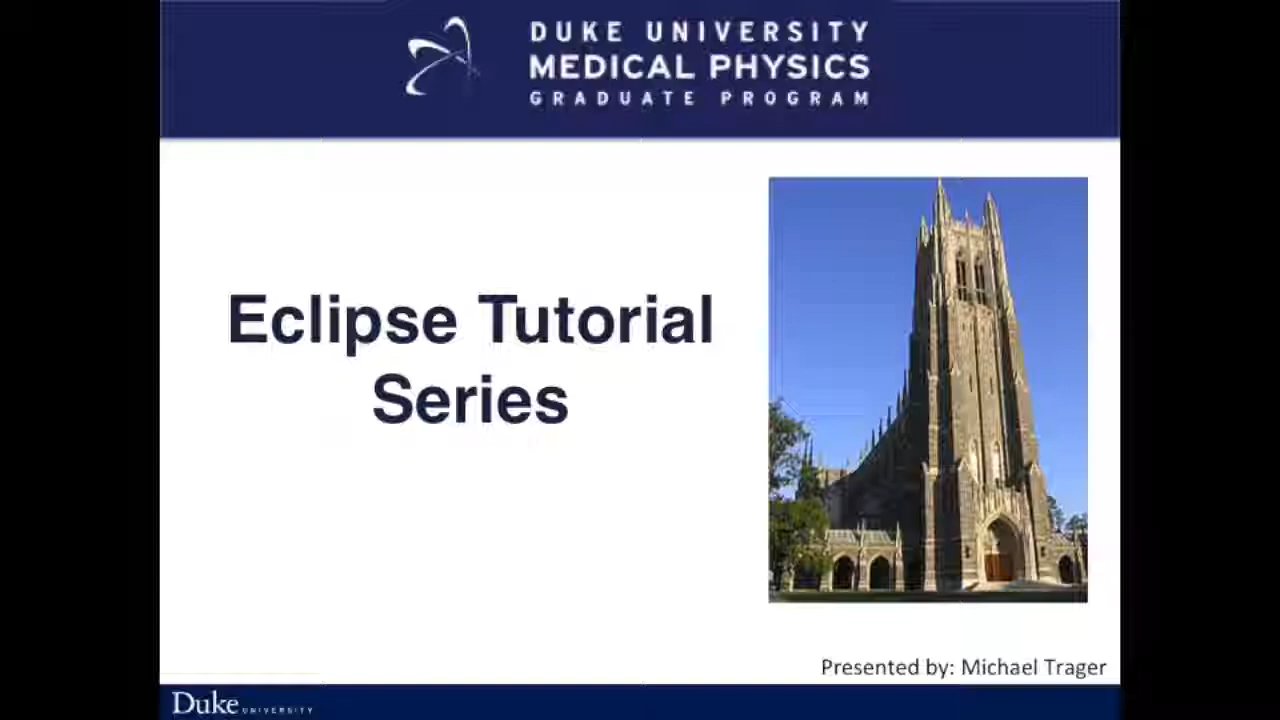 DUKE UNIVERSITY
MEDICAL PHYSICS
GRADUATE PROGRAM
Eclipse Tutorial
Series
Presented by: Michael Trager
Duke UNIVERSITY